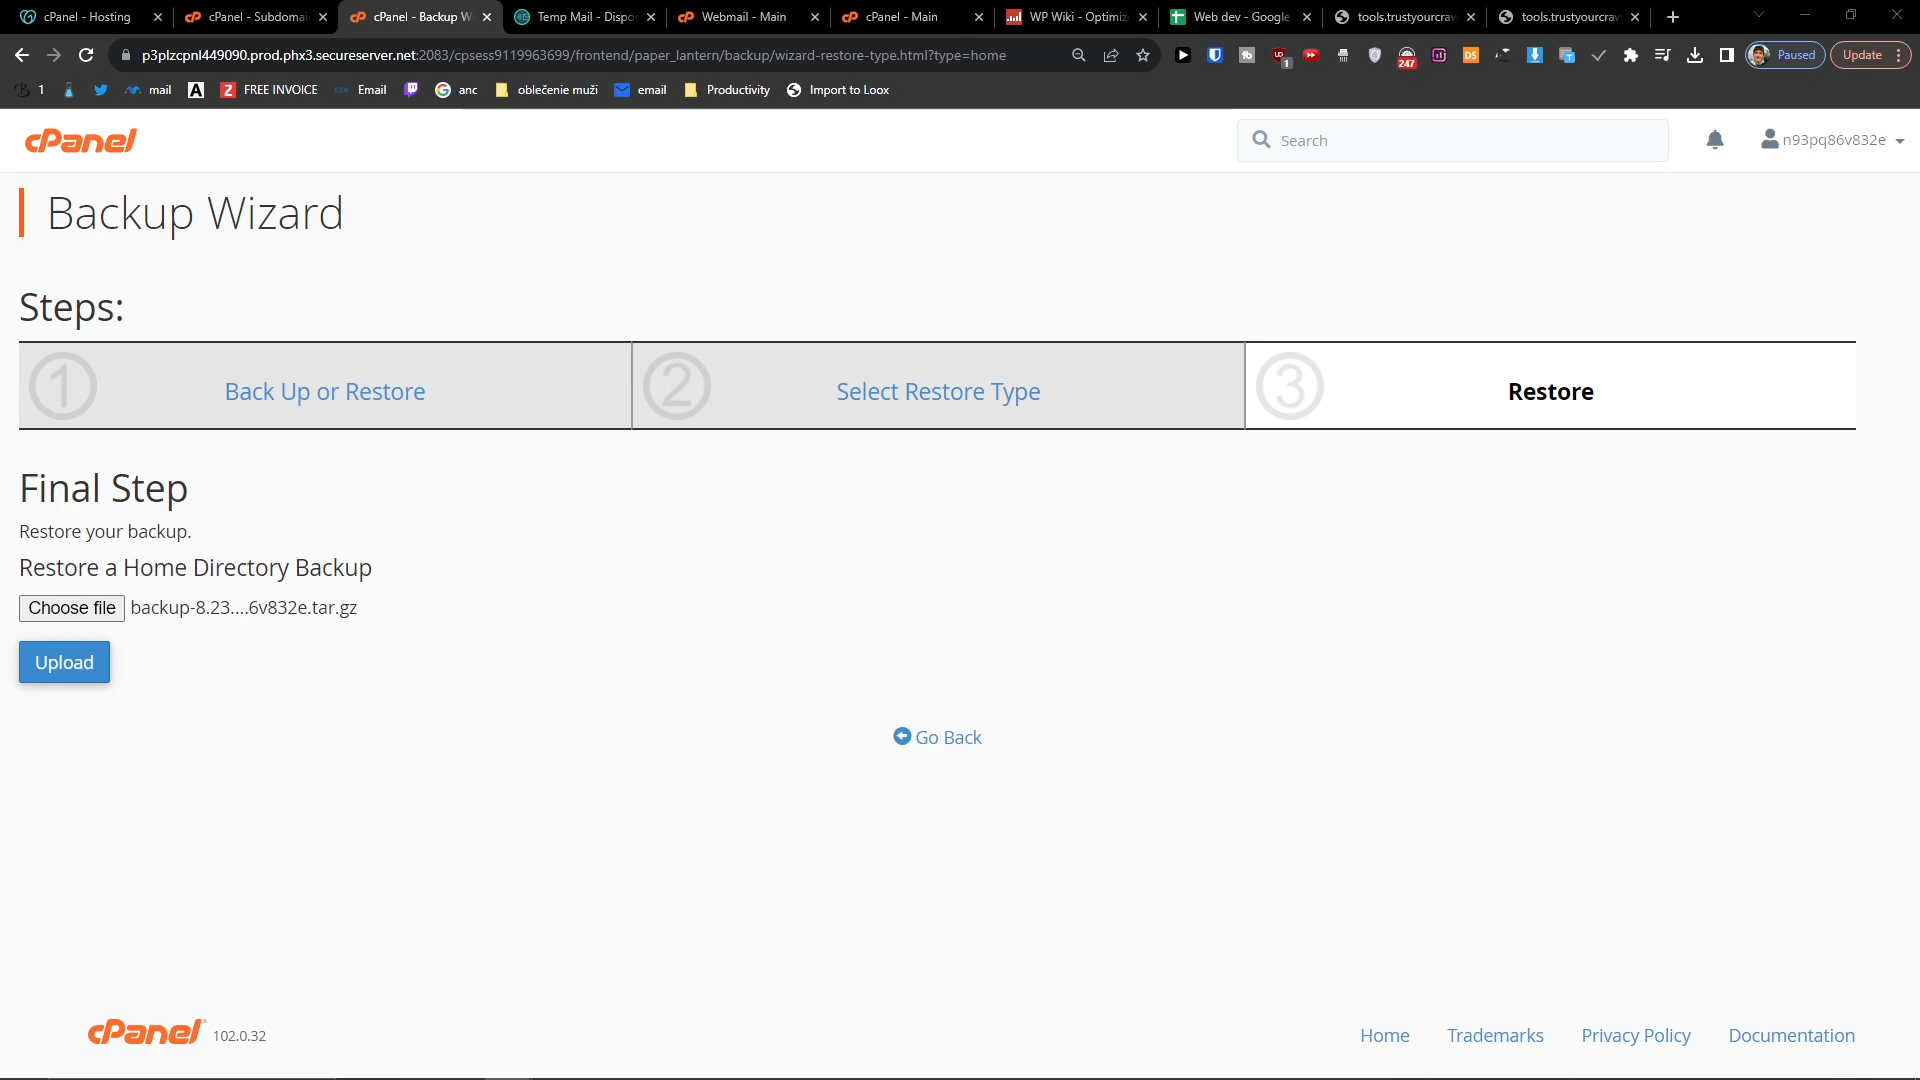 cPanel - Hosting
cPanel - Subdomai
cPanel - Backup W
Temp Mail - Dispo
Webmail - Main
cPanel - Main
WP Wiki - Optimiz
Web dev - Google
tools.trustyourcrav
tools.trustyourcrav
p3plzcpnl449090.prod.phx3.secureserver.net:2083/cpsess9119963699/frontend/paper_lantern/backup/wizard-restore-type.html?type=home
1
247
DS
Paused
Update
1
mail
A
Z FREE INVOICE
Email
anc
oblečenie muži
email
Productivity
Import to Loox
cPanel
Search
n93pq86v832e
Backup Wizard
Steps:
1 Back Up or Restore
2 Select Restore Type
3 Restore
Final Step
Restore your backup.
Restore a Home Directory Backup
Choose file backup-8.23....6v832e.tar.gz
Upload
Go Back
cPanel 102.0.32
Home
Trademarks
Privacy Policy
Documentation